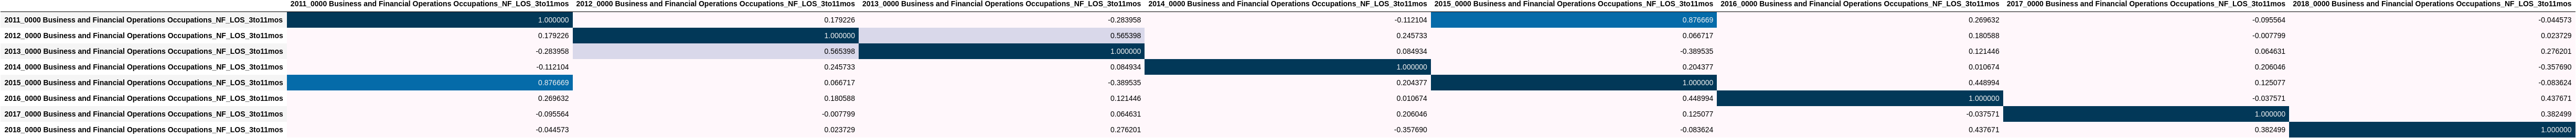 2011_0000 Business and Financial Operations Occupations_NF_LOS_3to11mos 2012_0000 Business and Financial Operations Occupations_NF_LOS_3to11mos 2013_0000 Business and Financial Operations Occupations_NF_LOS_3to11mos 2014_0000 Business and Financial Operations Occupations_NF_LOS_3to11mos 2015_0000 Business and Financial Operations Occupations_NF_LOS_3to11mos 2016_0000 Business and Financial Operations Occupations_NF_LOS_3to11mos 2017_0000 Business and Financial Operations Occupations_NF_LOS_3to11mos 2018_0000 Business and Financial Operations Occupations_NF_LOS_3to11mos
2011_0000 Business and Financial Operations Occupations_NF_LOS_3to11mos 1.000000 0.179226 -0.283958 -0.112104 0.876669 0.269632 -0.095564 -0.044573
2012_0000 Business and Financial Operations Occupations_NF_LOS_3to11mos 0.179226 1.000000 0.565398 0.245733 0.066717 0.180588 -0.007799 0.023729
2013_0000 Business and Financial Operations Occupations_NF_LOS_3to11mos -0.283958 0.565398 1.000000 0.084934 -0.389535 0.121446 0.064631 0.276201
2014_0000 Business and Financial Operations Occupations_NF_LOS_3to11mos -0.112104 0.245733 0.084934 1.000000 0.204377 0.010674 0.206046 -0.357690
2015_0000 Business and Financial Operations Occupations_NF_LOS_3to11mos 0.876669 0.066717 -0.389535 0.204377 1.000000 0.448994 0.125077 -0.083624
2016_0000 Business and Financial Operations Occupations_NF_LOS_3to11mos 0.269632 0.180588 0.121446 0.010674 0.448994 1.000000 -0.037571 0.437671
2017_0000 Business and Financial Operations Occupations_NF_LOS_3to11mos -0.095564 -0.007799 0.064631 0.206046 0.125077 -0.037571 1.000000 0.382499
2018_0000 Business and Financial Operations Occupations_NF_LOS_3to11mos -0.044573 0.023729 0.276201 -0.357690 -0.083624 0.437671 0.382499 1.000000